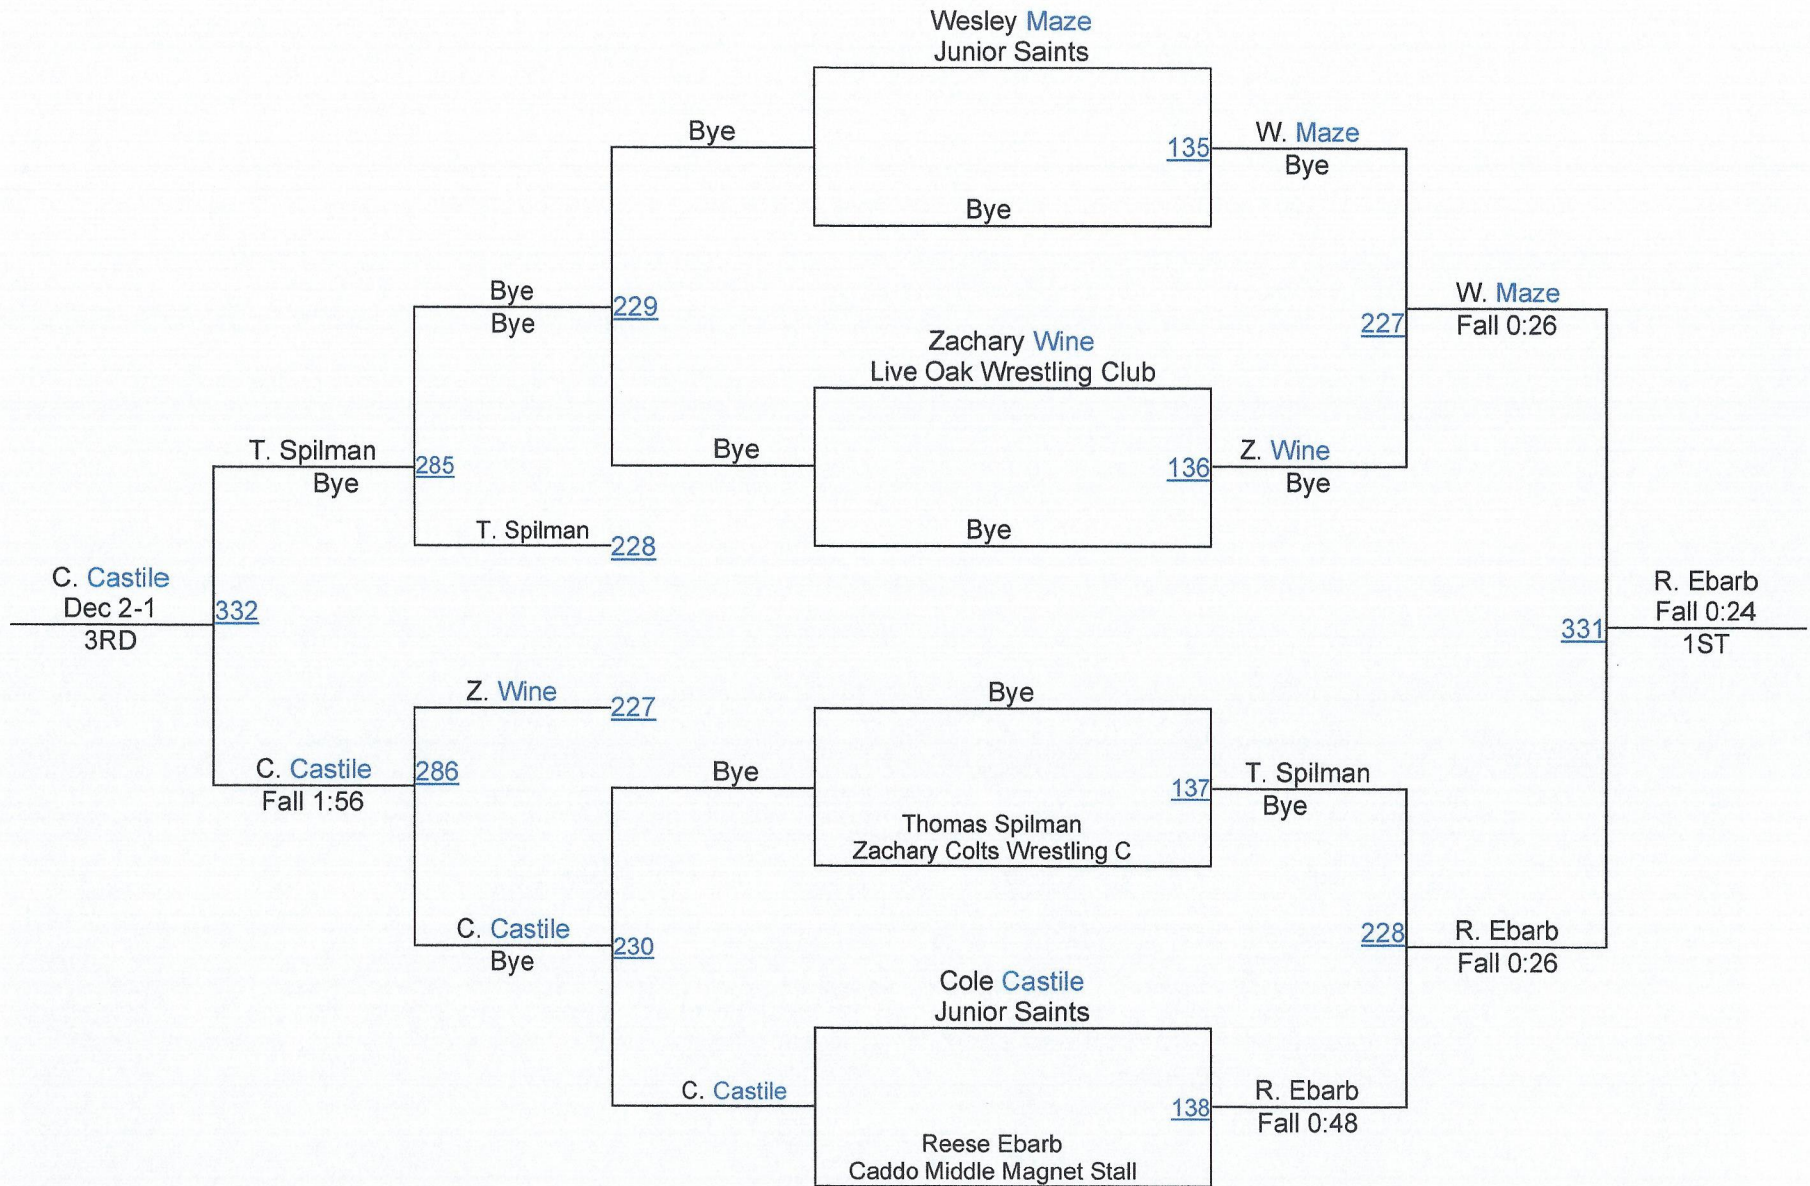 Wesley Maze
Junior Saints
Bye
135
W. Maze
Bye
Bye
Bye
Bye
229
W. Maze
Fall 0:26
227
Zachary Wine
Live Oak Wrestling Club
T. Spilman
Bye
285
Bye
136
Z. Wine
Bye
T. Spilman
228
Bye
C. Castile
Dec 2-1
3RD
332
R. Ebarb
Fall 0:24
1ST
331
Z. Wine
227
Bye
C. Castile
Fall 1:56
286
Bye
137
T. Spilman
Bye
Thomas Spilman
Zachary Colts Wrestling C
C. Castile
Bye
230
228
R. Ebarb
Fall 0:26
Cole Castile
Junior Saints
C. Castile
138
R. Ebarb
Fall 0:48
Reese Ebarb
Caddo Middle Magnet Stall